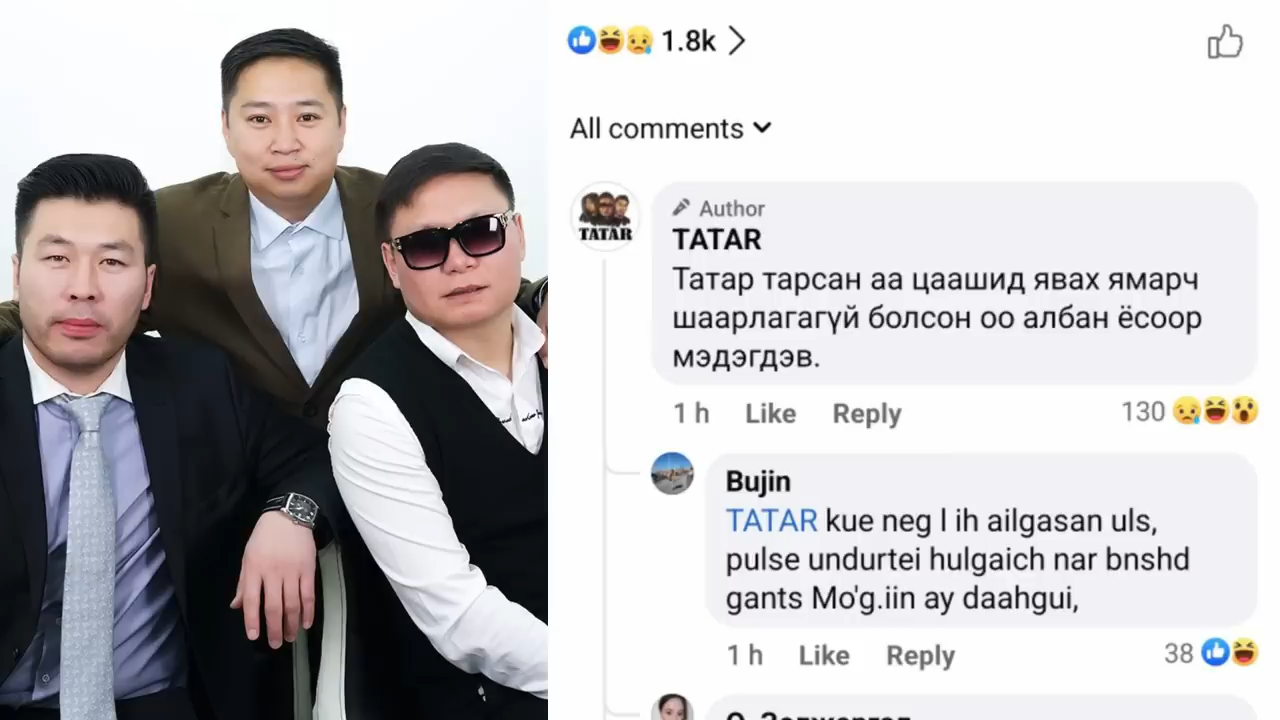 1.8k
All comments
TATAR
Author
TATAR
Татар тарсан аа цаашид явах ямарч
шаарлагагүй болсон оо албан ёсоор
мэдэгдэв.
1 h Like Reply 130
Bujin
TATAR kue neg l ih ailgasan uls,
pulse undurtei hulgaich nar bnshd
gants Mo'g.iin ay daahgui,
1 h Like Reply 38